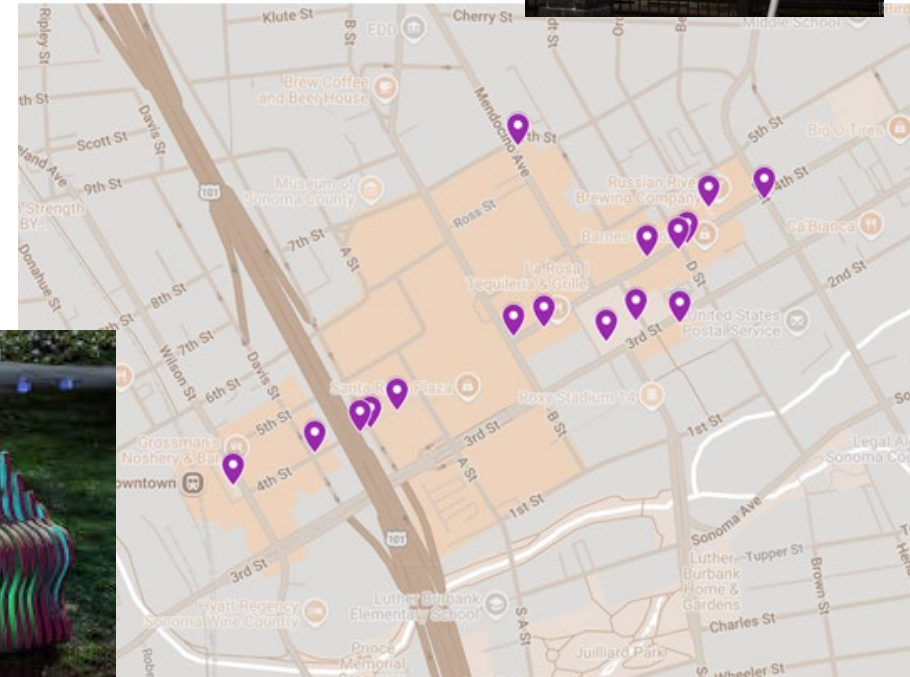 Ripley St
Klute St
B St
Cherry St
EDD
Middle School
Brew Coffee
and Beer House
Mendocino Ave
5th St
Big O Tires
Davis St
Scott St
9th St
101
Museum of
Sonoma County
7th St
Russian River
Brewing Company
4th St
Strength
BY...
Ross St
Ca'Bianca
Barnes
7th St
A St
Donahue St
La Rosa
Tequileria & Grille
D St
2nd St
8th St
United States
Postal Service
3rd St
7th St
Wilson St
Davis St
6th St
Santa Rosa Plaza
Roxy Stadium 14
5th St
B St
3rd St
1st St
Grossman's
Noshery & Bar
4th St
A St
Legal Aid
Sonoma Cou
owntown
1st St
Sonoma Ave
101
3rd St
Tupper St
Luther
Burbank
Home &
Gardens
Brown St
Hyatt Regency
Sonoma Wine Country
Luther Burbank
Elementary School
S A St
Charles St
Prince
Memorial
Juilliard Park
Wheeler St